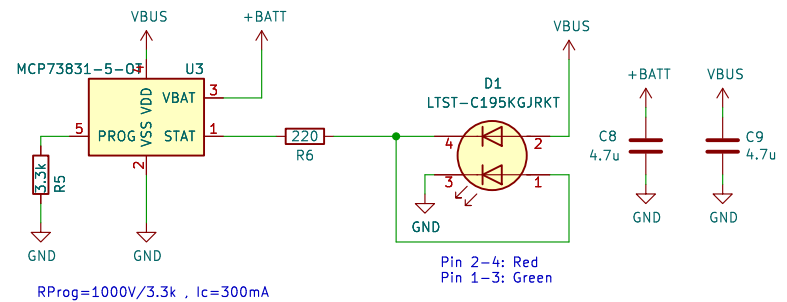 VBUS
+BATT
MCP73831-5-OT
U3
4
VDD
VBAT
3
5
PROG
VSS
STAT
1
2
3.3k
R5
220
R6
GND
GND
RProg=1000V/3.3k , Ic=300mA
VBUS
D1
LTST-C195KGJRKT
4
2
3
1
GND
Pin 2-4: Red
Pin 1-3: Green
+BATT
VBUS
C8
4.7u
C9
4.7u
GND
GND